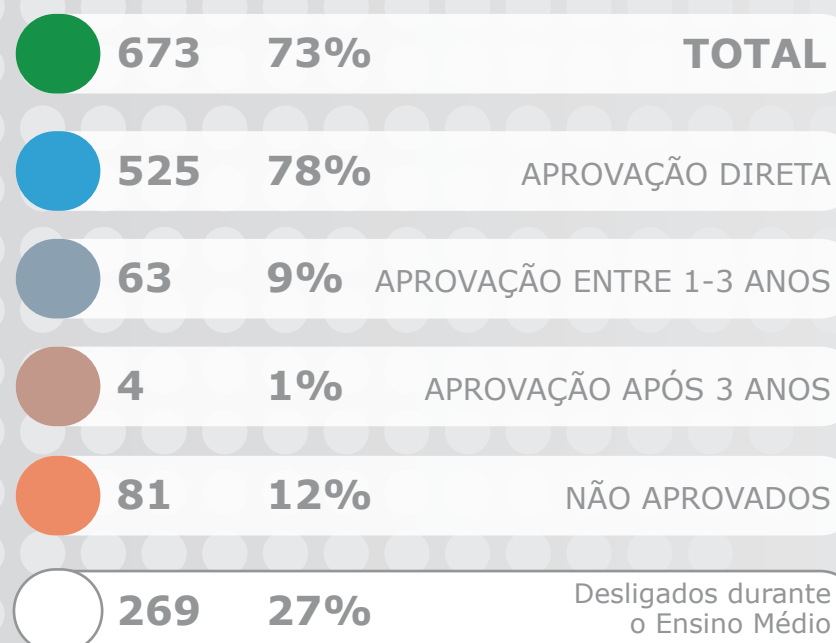 673 73% TOTAL
525 78% APROVAÇÃO DIRETA
63 9% APROVAÇÃO ENTRE 1-3 ANOS
4 1% APROVAÇÃO APÓS 3 ANOS
81 12% NÃO APROVADOS
269 27% Desligados durante
o Ensino Médio